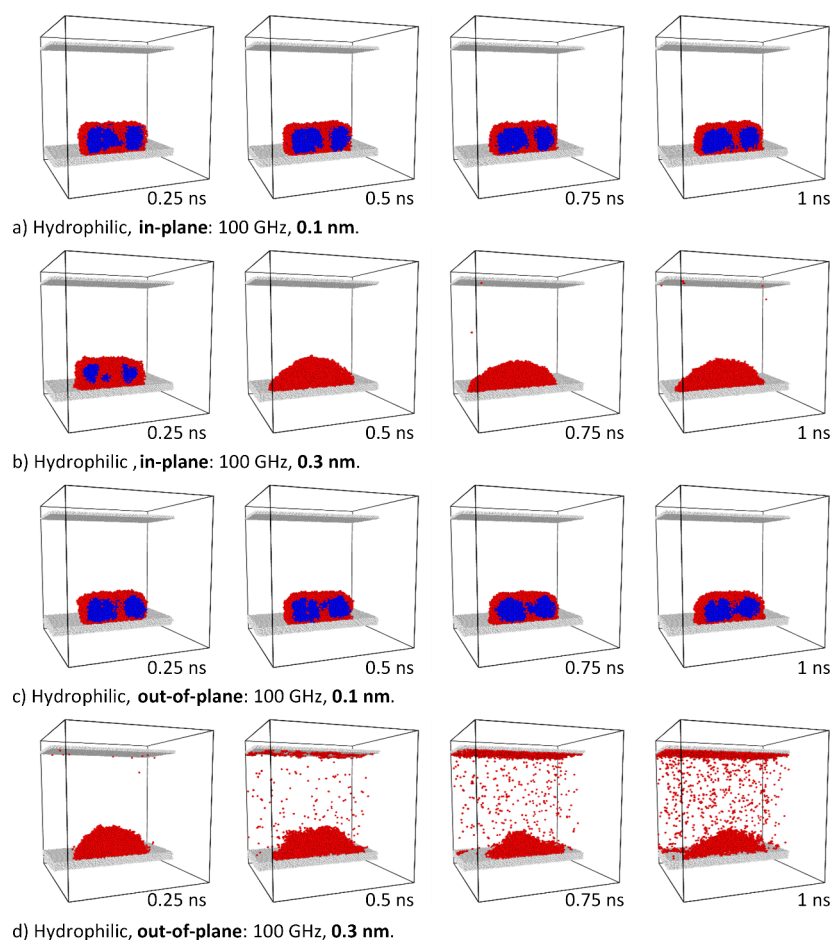 0.25 ns 0.5 ns 0.75 ns 1 ns
a) Hydrophilic, in-plane: 100 GHz, 0.1 nm.
0.25 ns 0.5 ns 0.75 ns 1 ns
b) Hydrophilic , in-plane: 100 GHz, 0.3 nm.
0.25 ns 0.5 ns 0.75 ns 1 ns
c) Hydrophilic, out-of-plane: 100 GHz, 0.1 nm.
0.25 ns 0.5 ns 0.75 ns 1 ns
d) Hydrophilic, out-of-plane: 100 GHz, 0.3 nm.